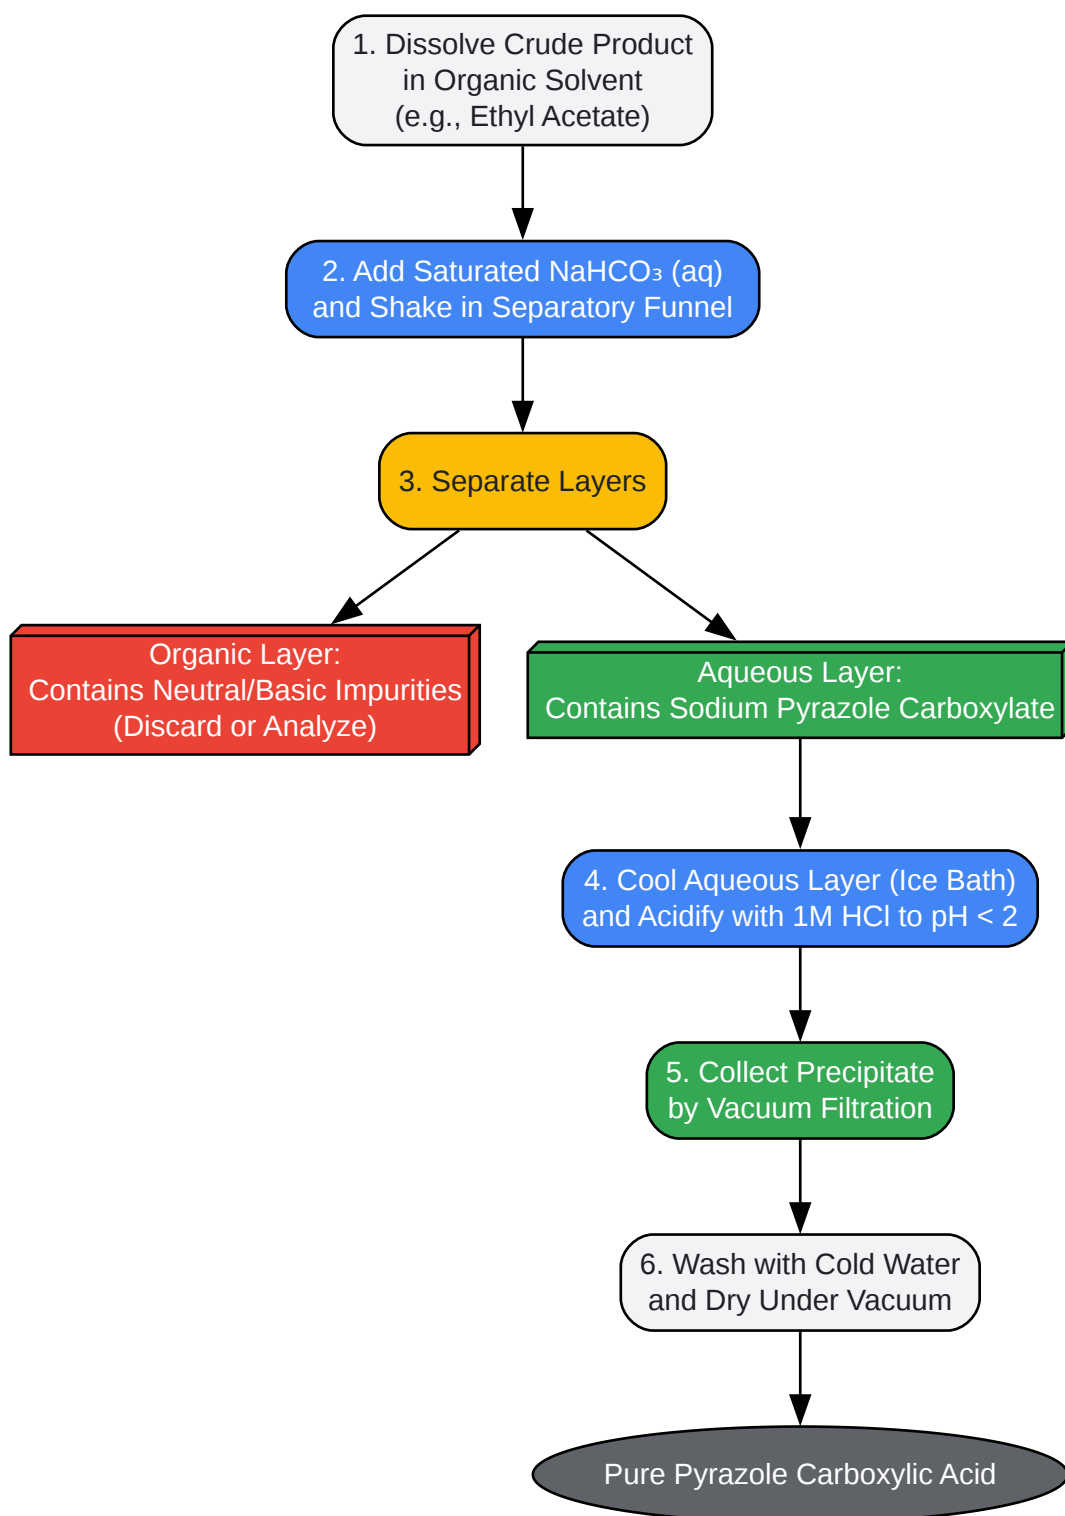 1. Dissolve Crude Product
in Organic Solvent
(e.g., Ethyl Acetate)
2. Add Saturated NaHCO₃ (aq)
and Shake in Separatory Funnel
3. Separate Layers
Organic Layer:
Contains Neutral/Basic Impurities
(Discard or Analyze)
Aqueous Layer:
Contains Sodium Pyrazole Carboxylate
4. Cool Aqueous Layer (Ice Bath)
and Acidify with 1M HCl to pH < 2
5. Collect Precipitate
by Vacuum Filtration
6. Wash with Cold Water
and Dry Under Vacuum
Pure Pyrazole Carboxylic Acid